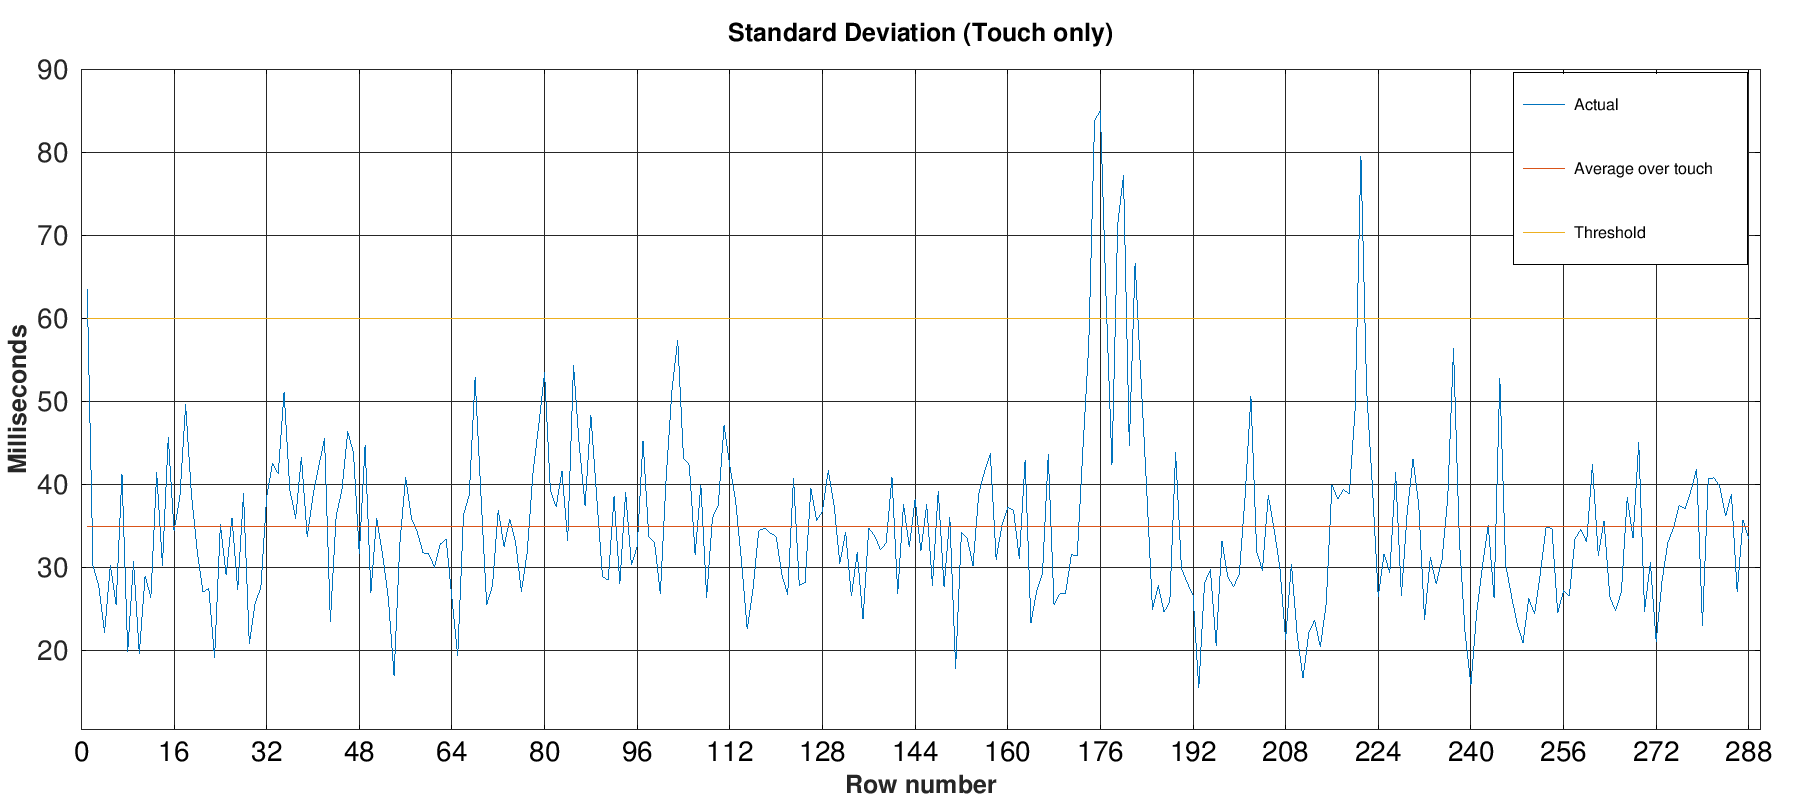 Standard Deviation (Touch only)
90
80
70
60
50
40
30
20
Milliseconds
Actual
Average over touch
Threshold
0 16 32 48 64 80 96 112 128 144 160 176 192 208 224 240 256 272 288
Row number